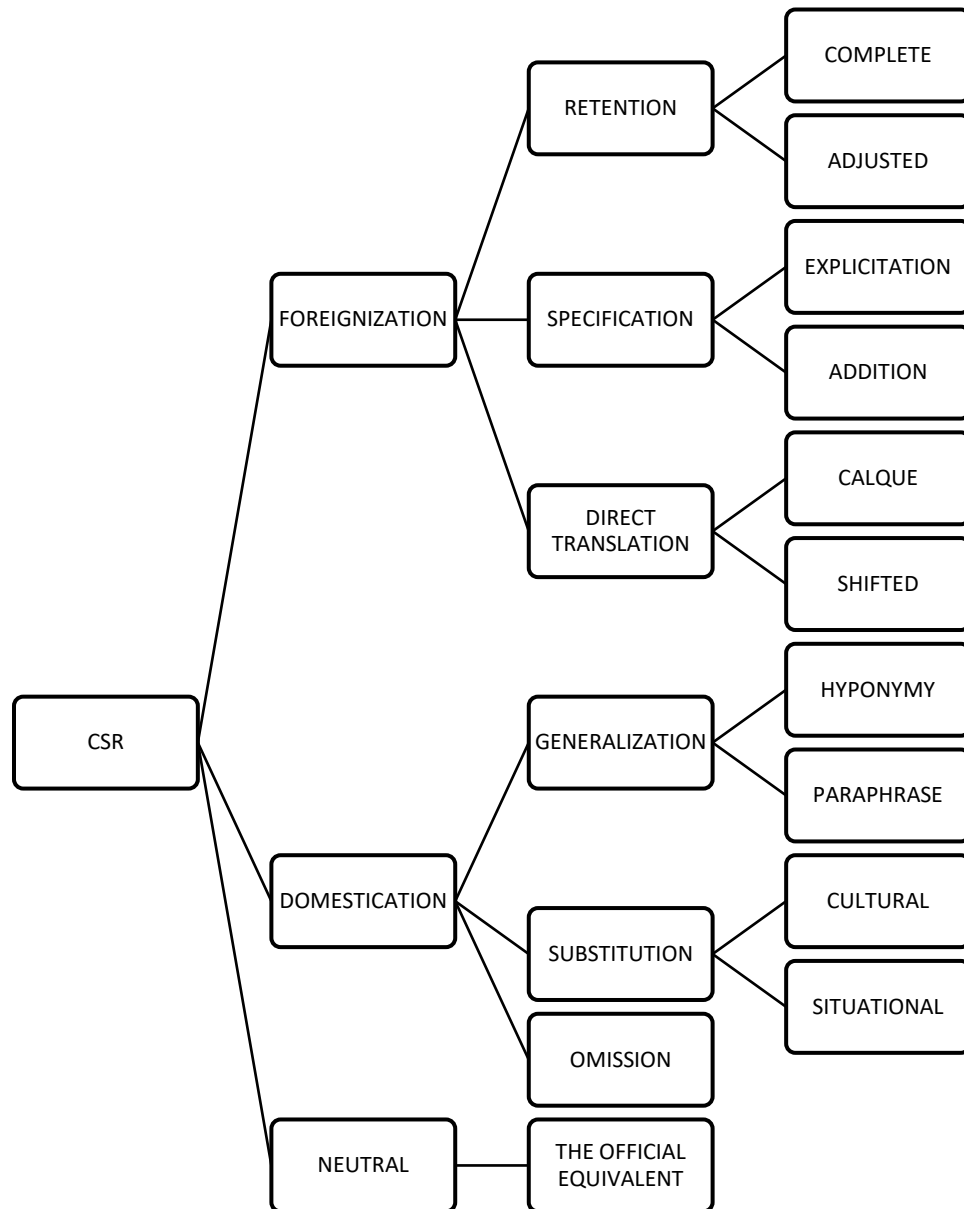 COMPLETE
RETENTION
ADJUSTED
EXPLICITATION
FOREIGNIZATION
SPECIFICATION
ADDITION
CALQUE
DIRECT
TRANSLATION
SHIFTED
HYPONYMY
CSR
GENERALIZATION
PARAPHRASE
CULTURAL
DOMESTICATION
SUBSTITUTION
SITUATIONAL
OMISSION
NEUTRAL
THE OFFICIAL
EQUIVALENT